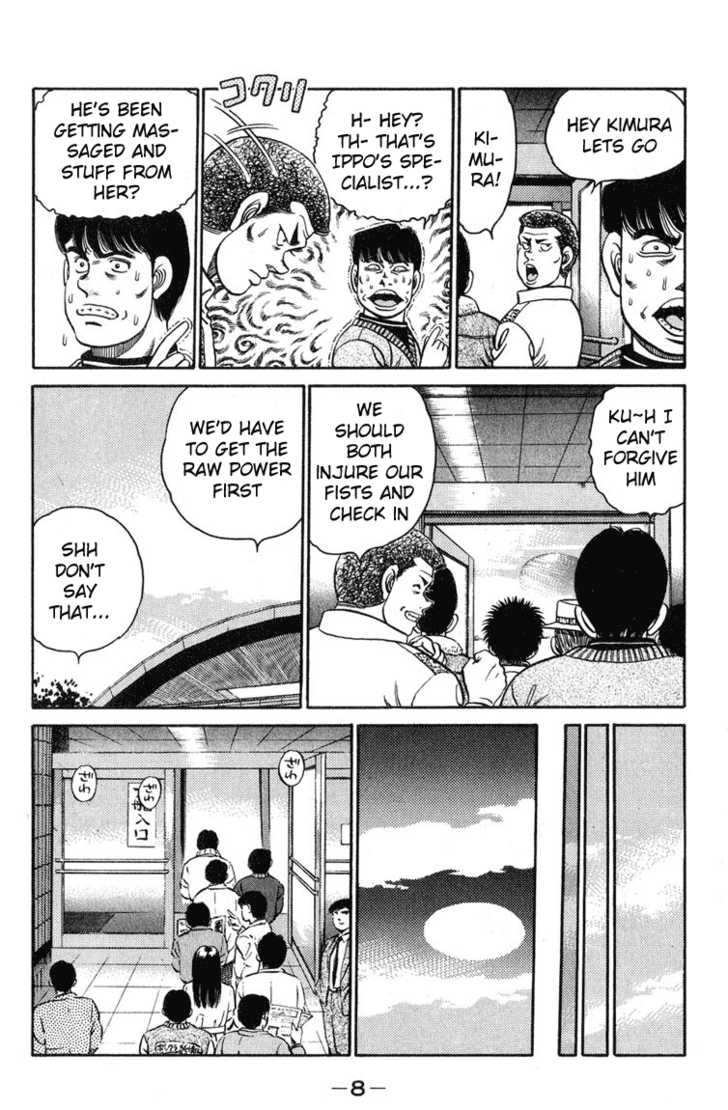 HEY KIMURA
LETS GO
KI-
MU-
RA!
H- HEY?
TH- THAT'S
IPPO'S SPE-
CIALIST...?
コクリ
HE'S BEEN
GETTING MAS-
SAGED AND
STUFF FROM
HER?
KU~H I
CAN'T
FORGIVE
HIM
WE
SHOULD
BOTH
INJURE OUR
FISTS AND
CHECK IN
WE'D HAVE
TO GET THE
RAW POWER
FIRST
SHH
DON'T
SAY
THAT...
ざわ
ざわ
ざわ
入口
—8—